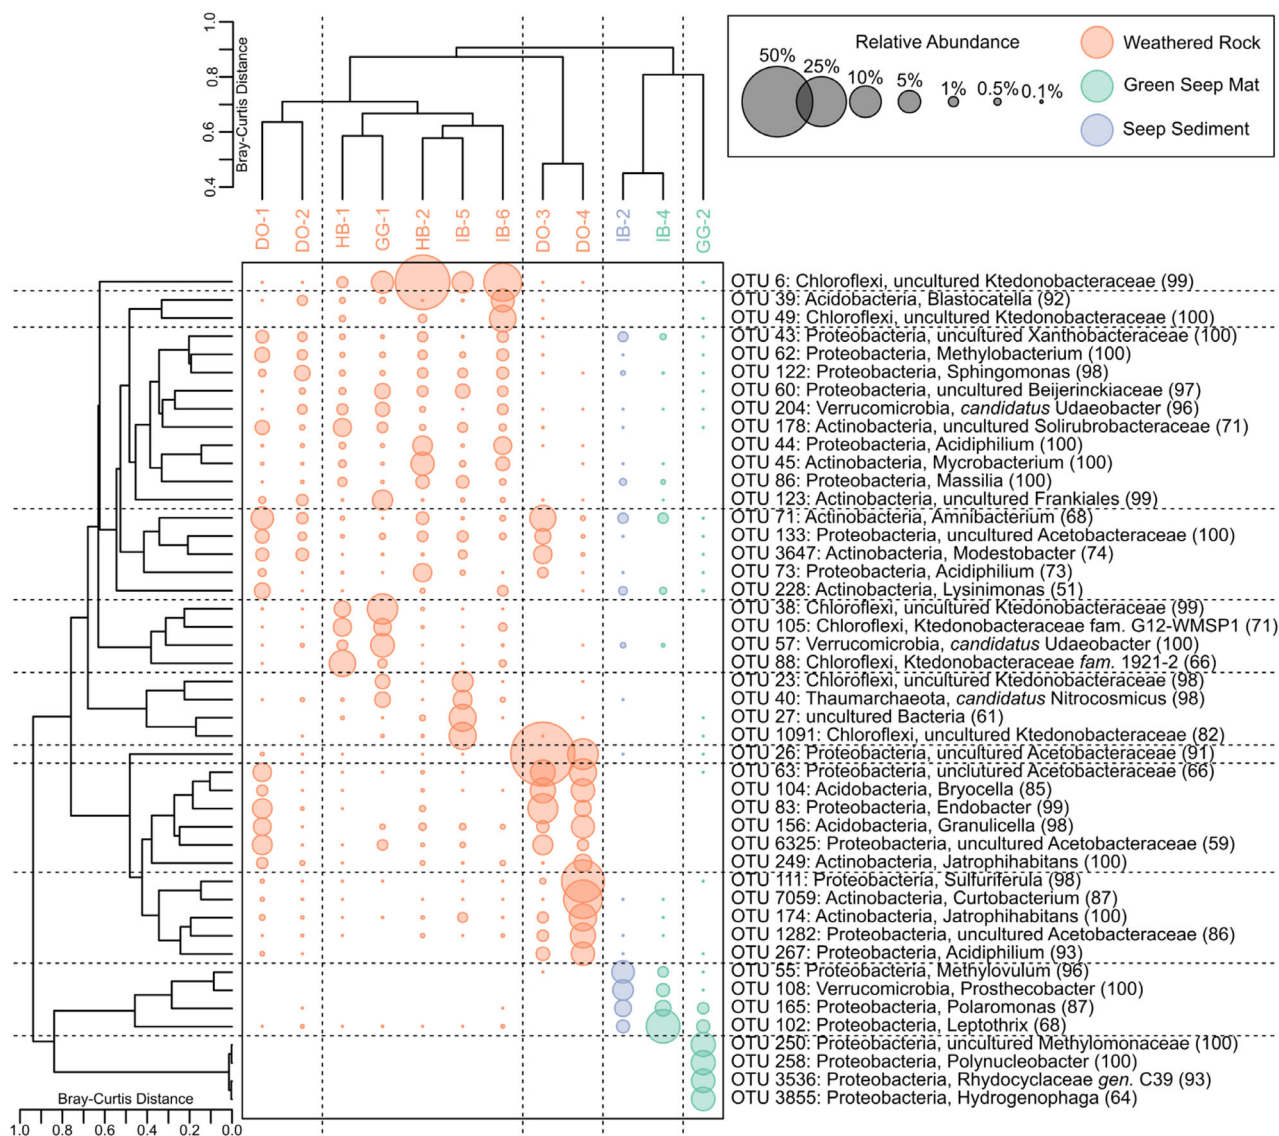 1.0
0.8
0.6
0.4
Bray-Curtis Distance
Relative Abundance
50%
25%
10%
5%
1%
0.5%
0.1%
Weathered Rock
Green Seep Mat
Seep Sediment
DO-1
DO-2
HB-1
GG-1
HB-2
IB-5
IB-6
DO-3
DO-4
IB-2
IB-4
GG-2
OTU 6: Chloroflexi, uncultured Ktedonobacteraceae (99)
OTU 39: Acidobacteria, Blastocatella (92)
OTU 49: Chloroflexi, uncultured Ktedonobacteraceae (100)
OTU 43: Proteobacteria, uncultured Xanthobacteraceae (100)
OTU 62: Proteobacteria, Methylobacterium (100)
OTU 122: Proteobacteria, Sphingomonas (98)
OTU 60: Proteobacteria, uncultured Beijerinckiaceae (97)
OTU 204: Verrucomicrobia, candidatus Udaeobacter (96)
OTU 178: Actinobacteria, uncultured Solirubrobacteraceae (71)
OTU 44: Proteobacteria, Acidiphilium (100)
OTU 45: Actinobacteria, Mycrobacterium (100)
OTU 86: Proteobacteria, Massilia (100)
OTU 123: Actinobacteria, uncultured Frankiales (99)
OTU 71: Actinobacteria, Amnibacterium (68)
OTU 133: Proteobacteria, uncultured Acetobacteraceae (100)
OTU 3647: Actinobacteria, Modestobacter (74)
OTU 73: Proteobacteria, Acidiphilium (73)
OTU 228: Actinobacteria, Lysinimonas (51)
OTU 38: Chloroflexi, uncultured Ktedonobacteraceae (99)
OTU 105: Chloroflexi, Ktedonobacteraceae fam. G12-WMSP1 (71)
OTU 57: Verrucomicrobia, candidatus Udaeobacter (100)
OTU 88: Chloroflexi, Ktedonobacteraceae fam. 1921-2 (66)
OTU 23: Chloroflexi, uncultured Ktedonobacteraceae (98)
OTU 40: Thaumarchaeota, candidatus Nitrocosmicus (98)
OTU 27: uncultured Bacteria (61)
OTU 1091: Chloroflexi, uncultured Ktedonobacteraceae (82)
OTU 26: Proteobacteria, uncultured Acetobacteraceae (91)
OTU 63: Proteobacteria, unclutured Acetobacteraceae (66)
OTU 104: Acidobacteria, Bryocella (85)
OTU 83: Proteobacteria, Endobacter (99)
OTU 156: Acidobacteria, Granulicella (98)
OTU 6325: Proteobacteria, uncultured Acetobacteraceae (59)
OTU 249: Actinobacteria, Jatrophihabitans (100)
OTU 111: Proteobacteria, Sulfuriferula (98)
OTU 7059: Actinobacteria, Curtobacterium (87)
OTU 174: Actinobacteria, Jatrophihabitans (100)
OTU 1282: Proteobacteria, uncultured Acetobacteraceae (86)
OTU 267: Proteobacteria, Acidiphilium (93)
OTU 55: Proteobacteria, Methylovulum (96)
OTU 108: Verrucomicrobia, Prosthecobacter (100)
OTU 165: Proteobacteria, Polaromonas (87)
OTU 102: Proteobacteria, Leptothrix (68)
OTU 250: Proteobacteria, uncultured Methylomonaceae (100)
OTU 258: Proteobacteria, Polynucleobacter (100)
OTU 3536: Proteobacteria, Rhydocyclaceae gen. C39 (93)
OTU 3855: Proteobacteria, Hydrogenophaga (64)
Bray-Curtis Distance
1.0 0.8 0.6 0.4 0.2 0.0